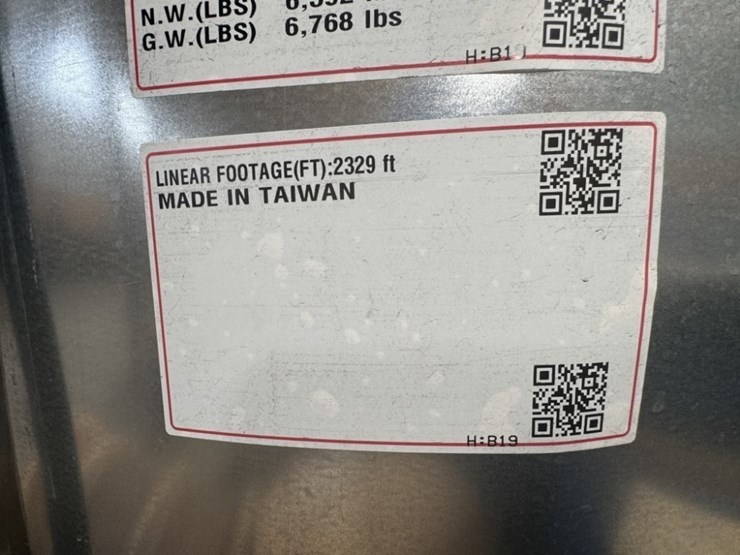 N.W.(LBS)
G.W.(LBS) 6,768 lbs
LINEAR FOOTAGE(FT):2329 ft
MADE IN TAIWAN
H:B19